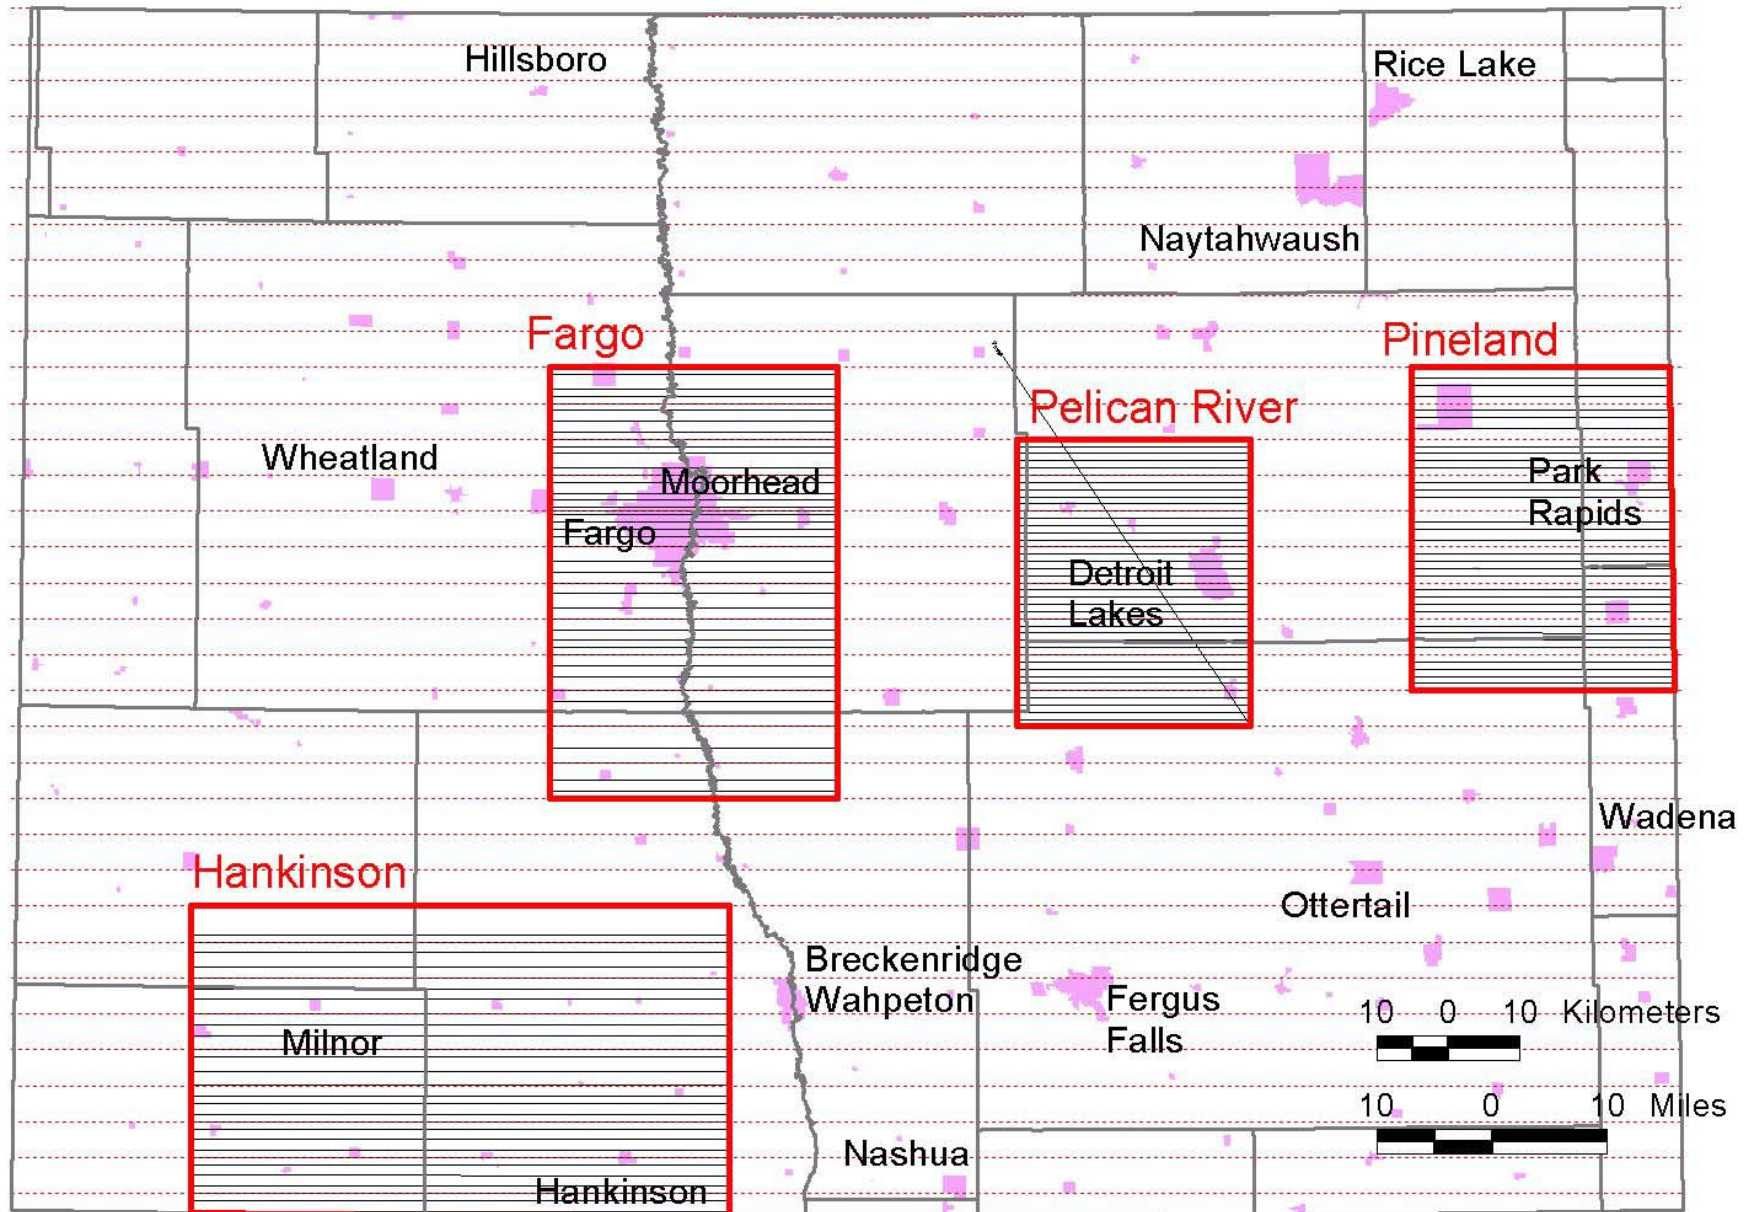 Hillsboro
Rice Lake
Naytahwaush
Fargo
Pineland
Pelican River
Wheatland
Moorhead
Park
Rapids
Fargo
Detroit
Lakes
Wadena
Hankinson
Ottertail
Breckenridge
Wahpeton
Fergus
Falls
10 0 10 Kilometers
Milnor
10 0 10 Miles
Nashua
Hankinson